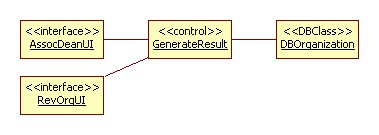 <<interface>>
AssocDeanUI
<<control>>
GenerateResult
<<DBClass>>
DBOrganization
<<interface>>
RevOrgUI